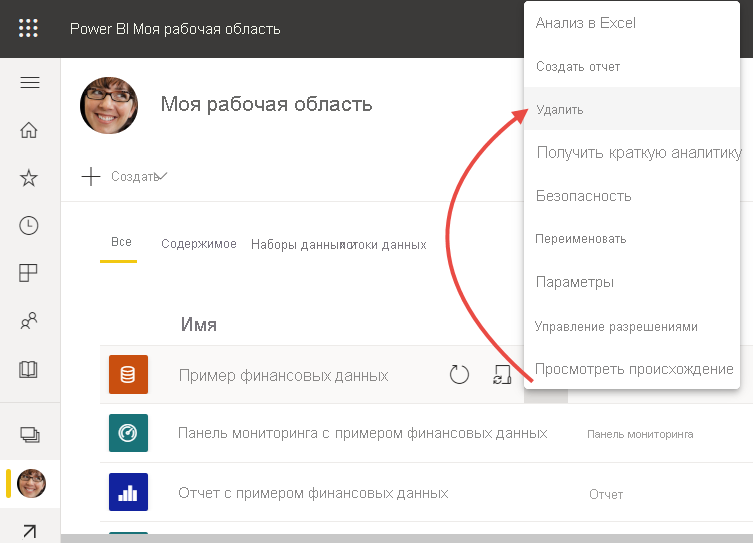 Power BI Моя рабочая область
Моя рабочая область
Создать
Все
Содержимое
Наборы данных и потоки данных
Имя
Пример финансовых данных
Панель мониторинга с примером финансовых данных
Панель мониторинга
Отчет с примером финансовых данных
Отчет
Анализ в Excel
Создать отчет
Удалить
Получить краткую аналитику
Безопасность
Переименовать
Параметры
Управление разрешениями
Просмотреть происхождение